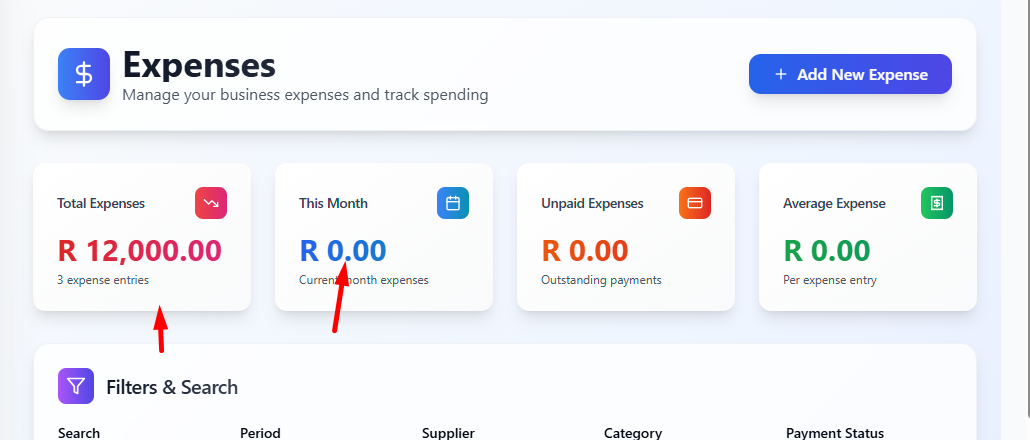 Expenses
Manage your business expenses and track spending
+ Add New Expense
Total Expenses
R 12,000.00
3 expense entries
This Month
R 0.00
Current month expenses
Unpaid Expenses
R 0.00
Outstanding payments
Average Expense
R 0.00
Per expense entry
Filters & Search
Search Period Supplier Category Payment Status